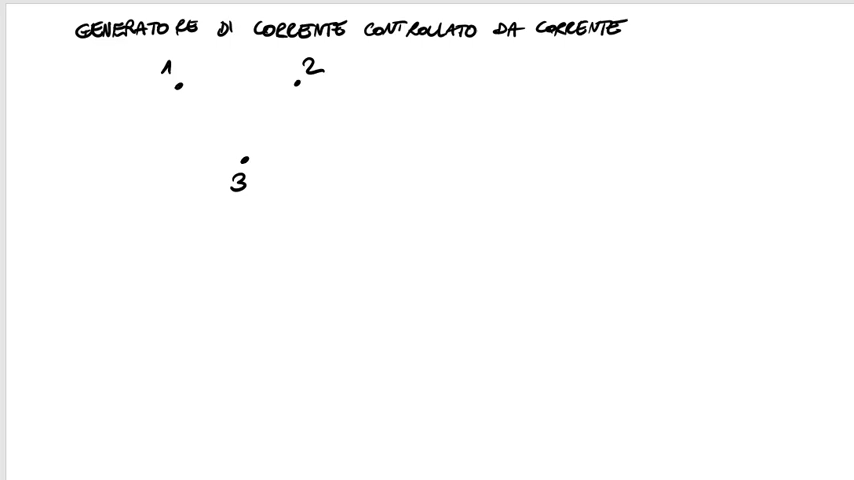 GENERATORE DI CORRENTE CONTROLLATO DA CORRENTE
1 2
3